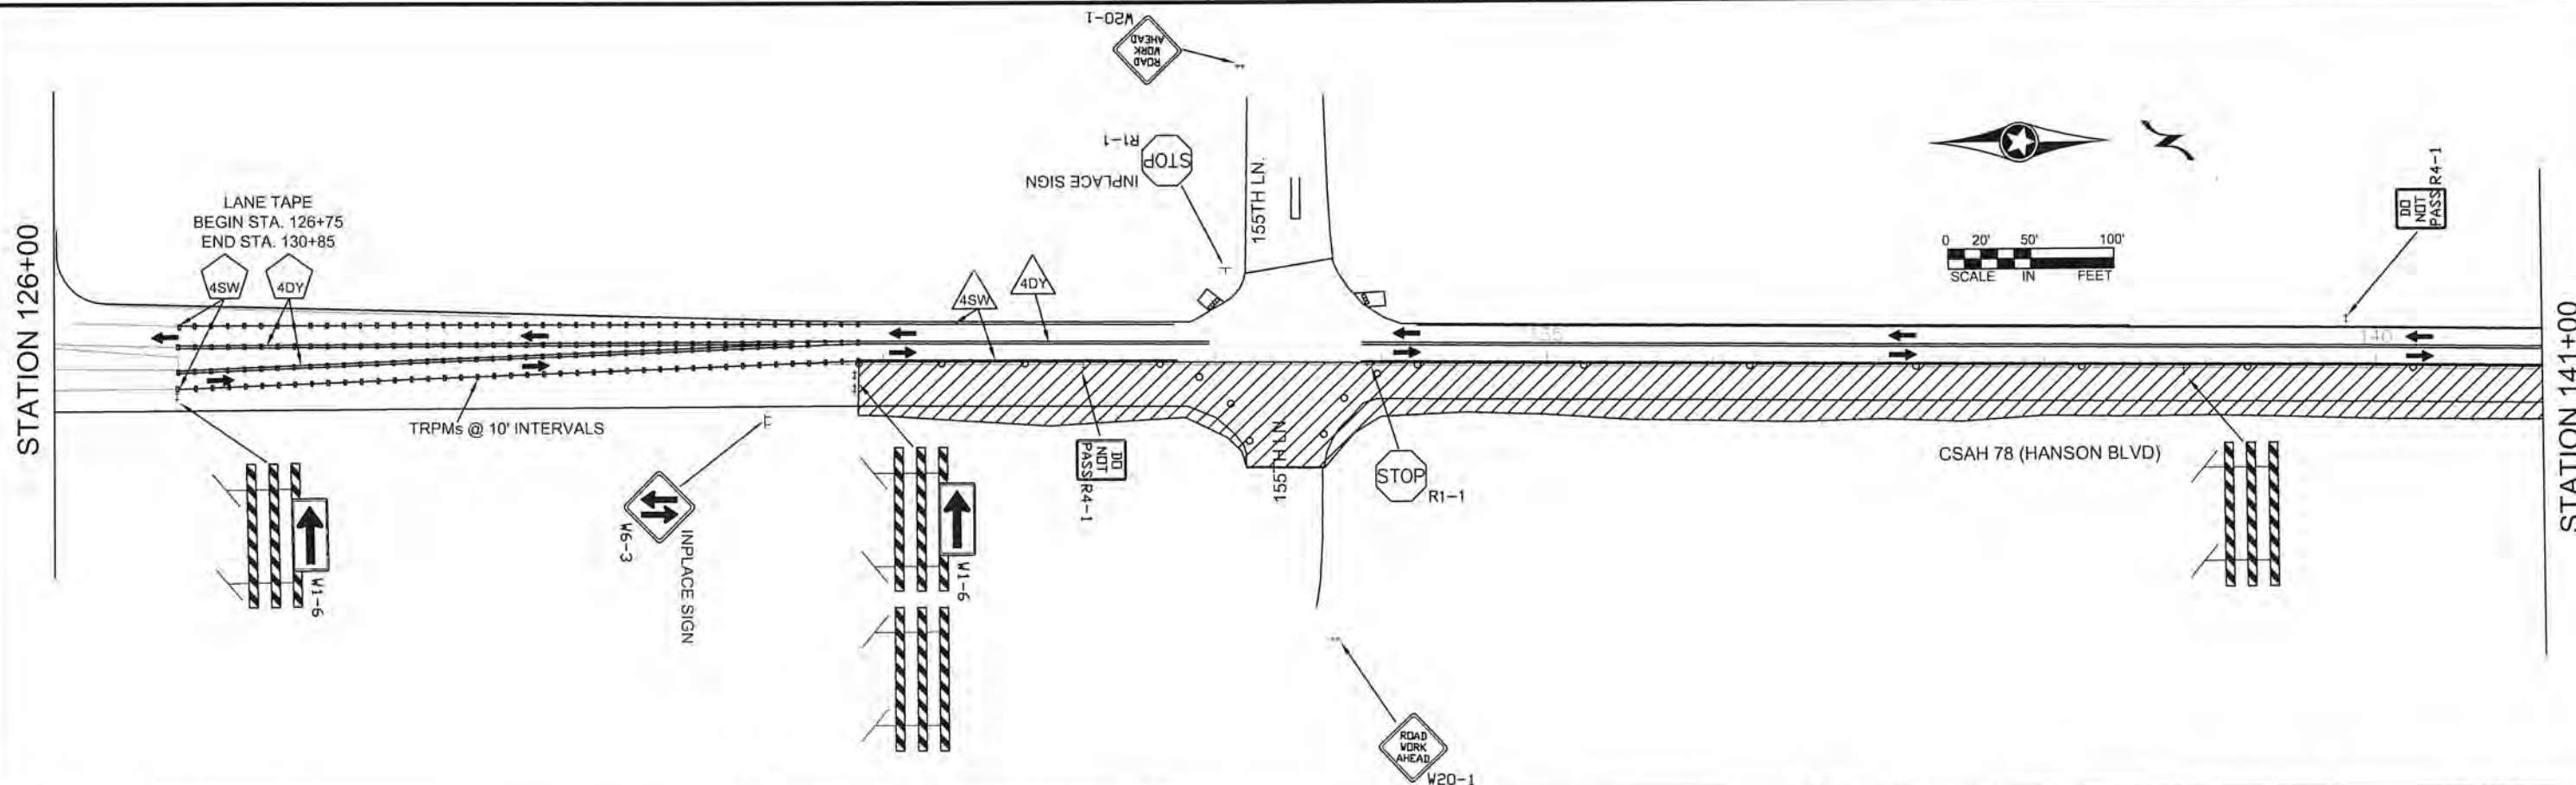 W20-1
ROAD
WORK
AHEAD
R1-1
STOP
INPLACE SIGN
155TH LN.
LANE TAPE
BEGIN STA. 126+75
END STA. 130+85
4SW
4DY
4SW
4DY
0 20' 50' 100'
SCALE IN FEET
DO
NOT
PASS
R4-1
STATION 126+00
135
140
STATION 141+00
TRPMs @ 10' INTERVALS
W1-6
W6-3
INPLACE SIGN
W1-6
DO
NOT
PASS
R4-1
155TH LN.
STOP
R1-1
CSAH 78 (HANSON BLVD)
ROAD
WORK
AHEAD
W20-1